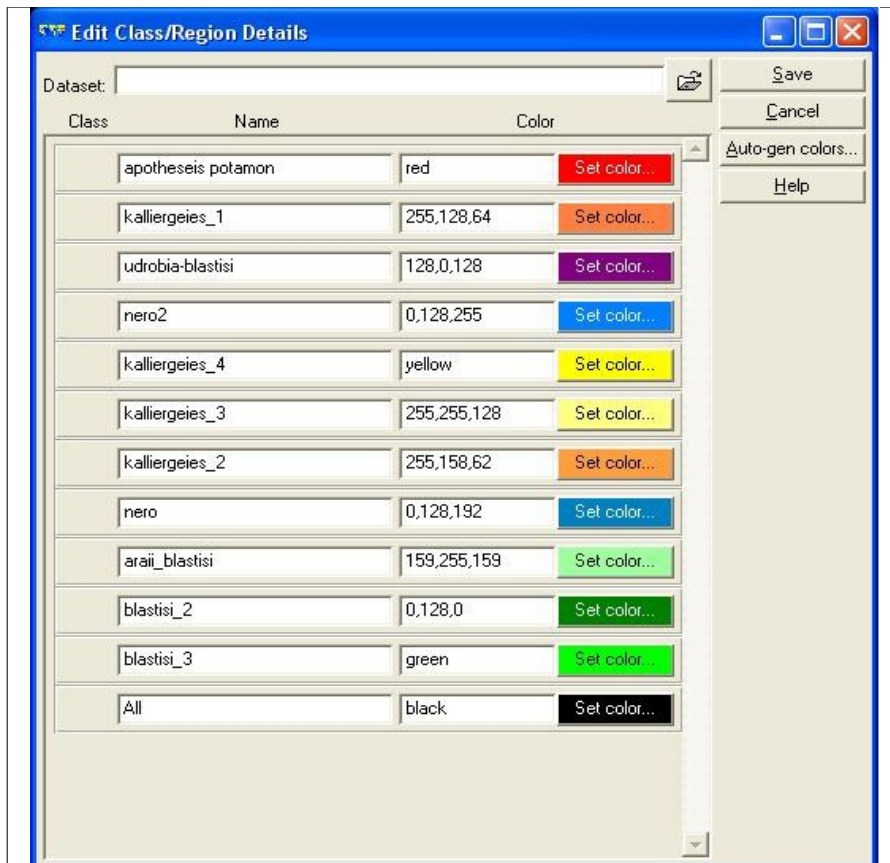 Edit Class/Region Details
Dataset:
Save
Cancel
Auto-gen colors...
Help
Class Name Color
apotheseis potamon red Set color...
kalliergeies_1 255,128,64 Set color...
udrobia-blastisi 128,0,128 Set color...
nero2 0,128,255 Set color...
kalliergeies_4 yellow Set color...
kalliergeies_3 255,255,128 Set color...
kalliergeies_2 255,158,62 Set color...
nero 0,128,192 Set color...
araii_blastisi 159,255,159 Set color...
blastisi_2 0,128,0 Set color...
blastisi_3 green Set color...
All black Set color...